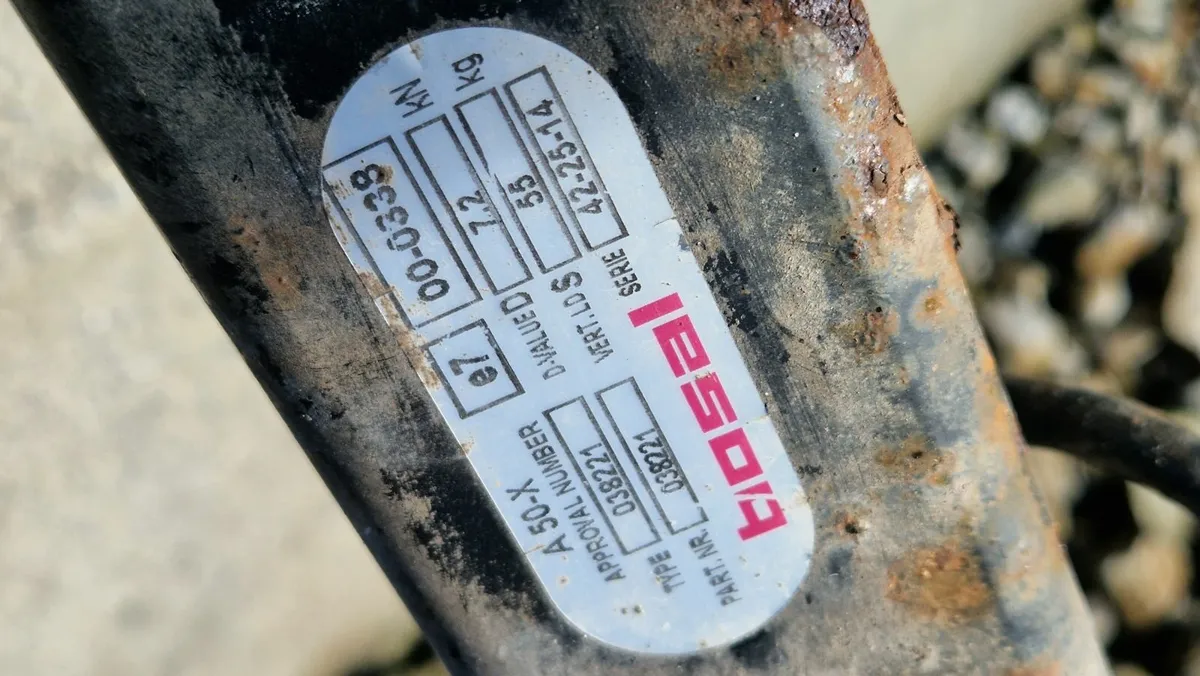 A 50-X
APPROVAL NUMBER e7 00-0338
TYPE 038221 D-VALUE D 7.2 kN
PART.NR. 038221 VERT.LD S 55 kg
bosal SERIE 42-25-14